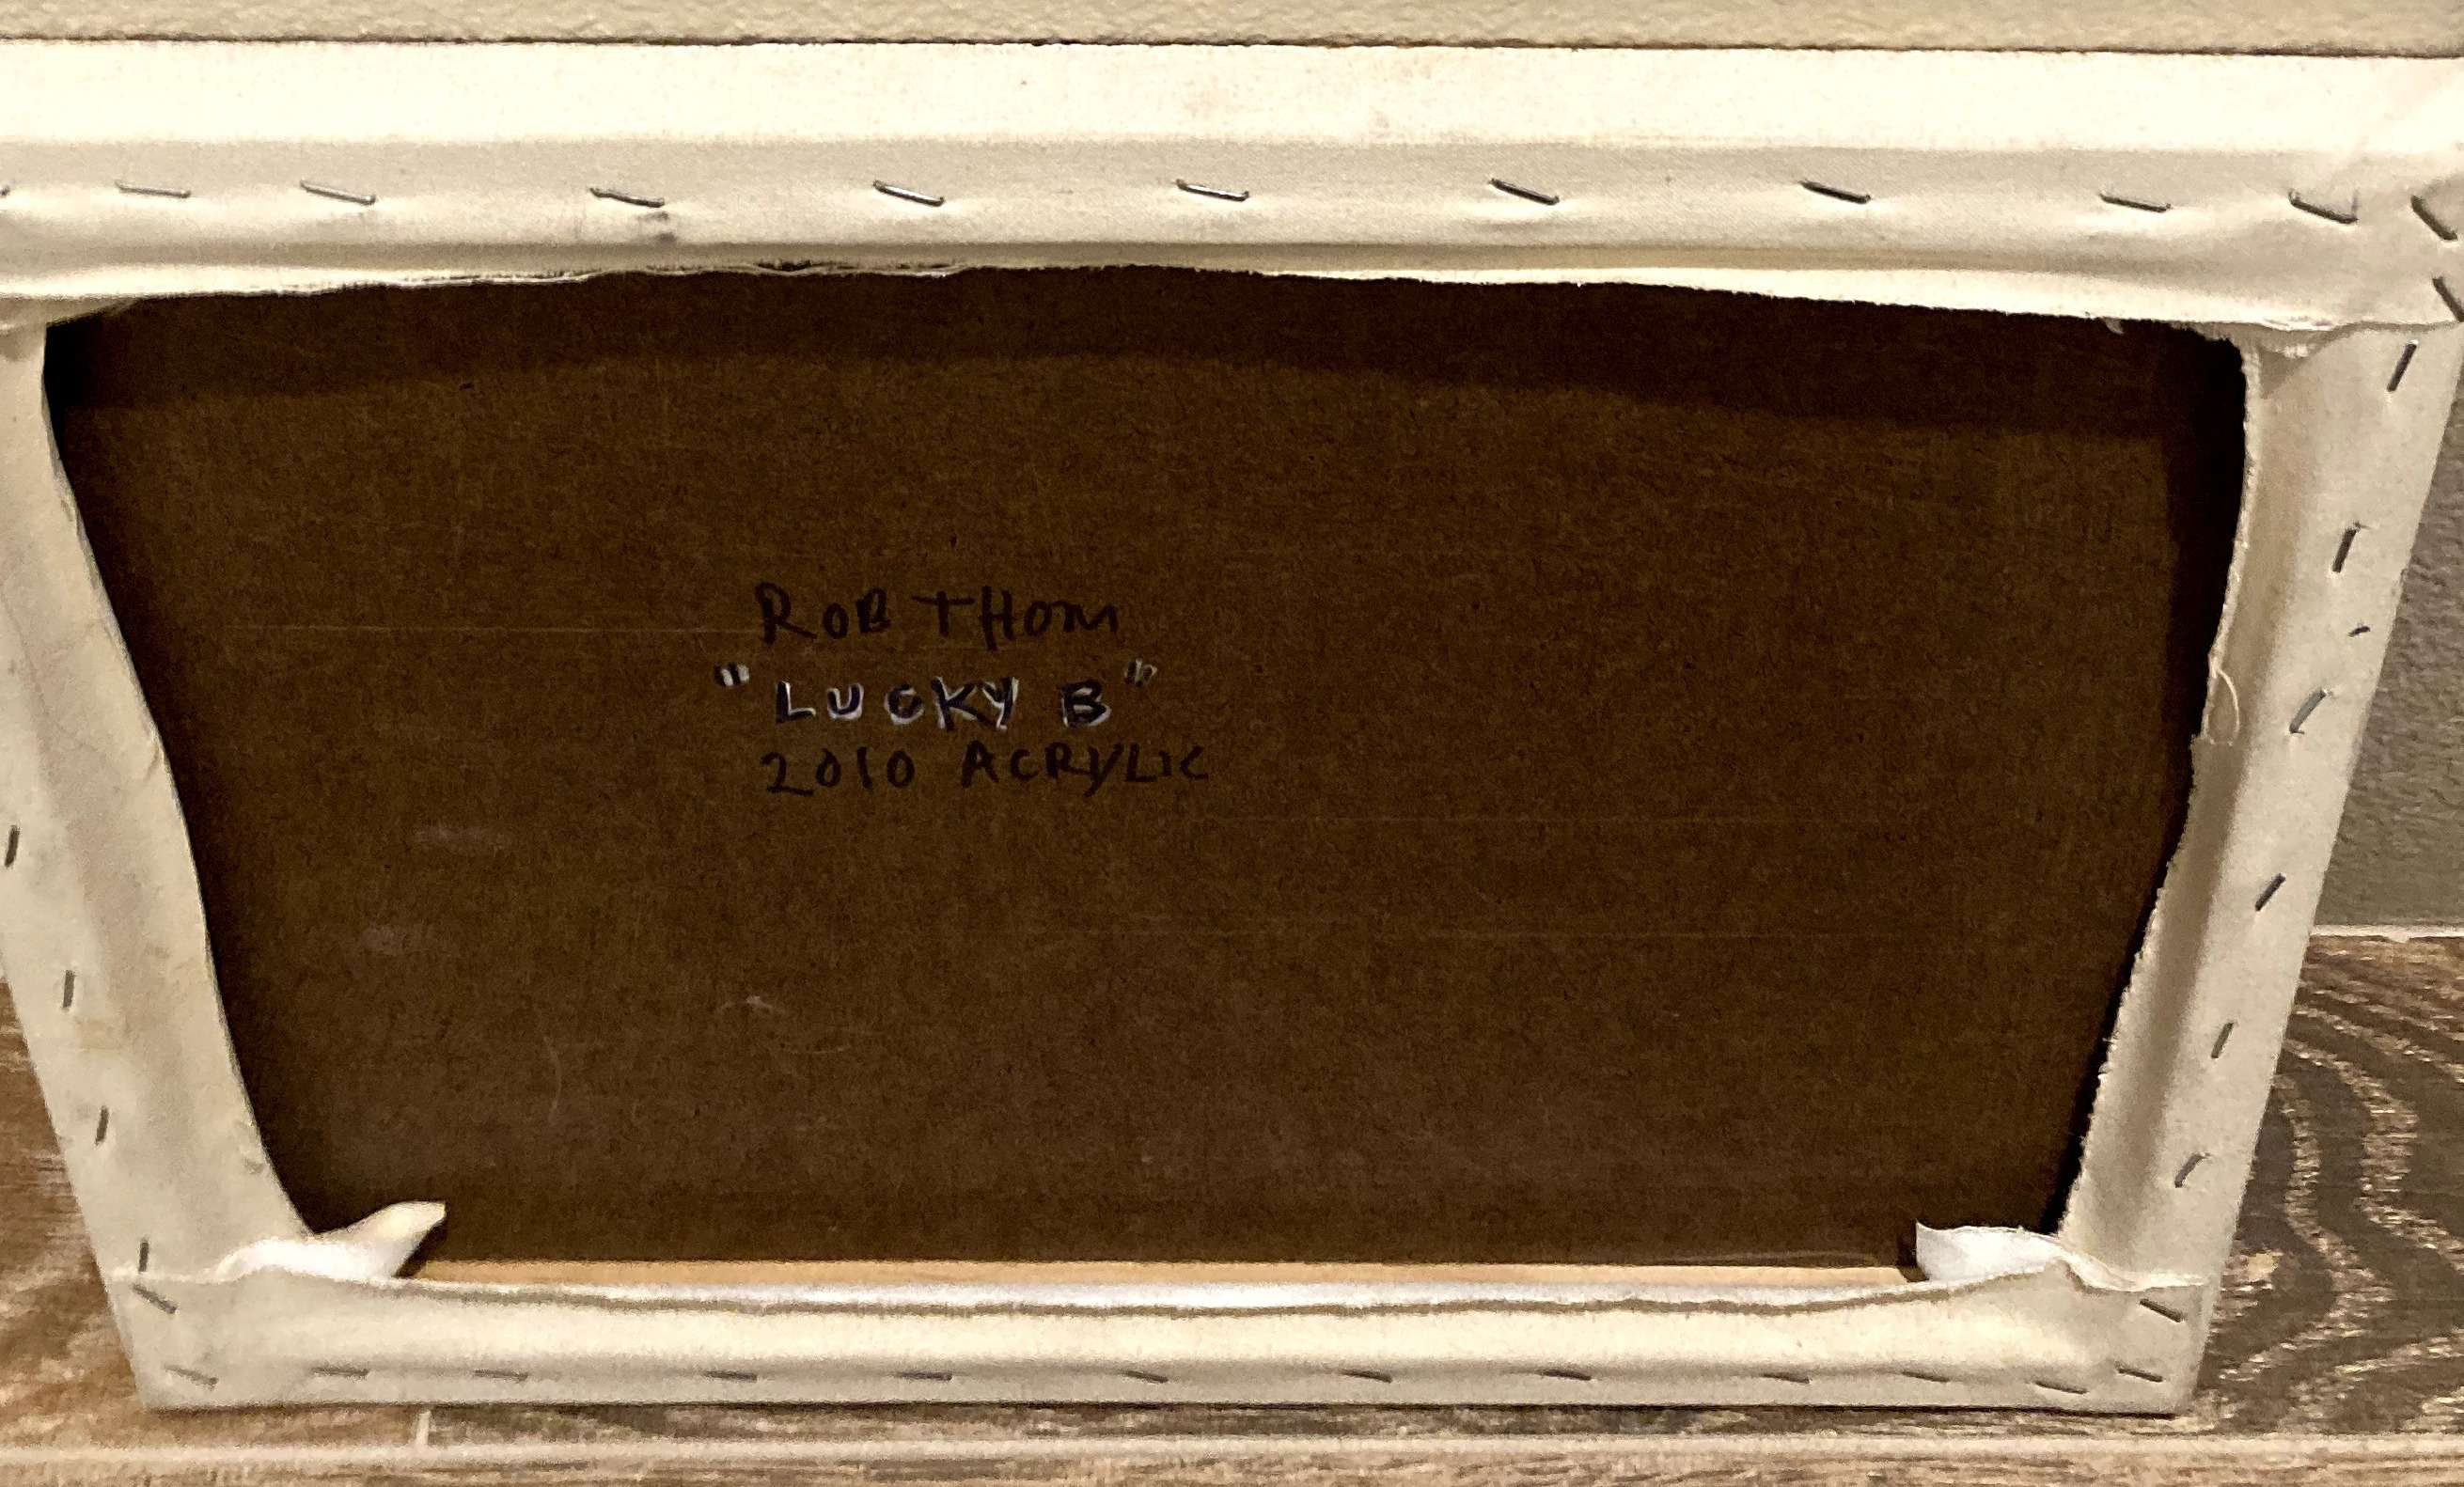 ROB THOM
"LUCKY B"
2010 ACRYLIC